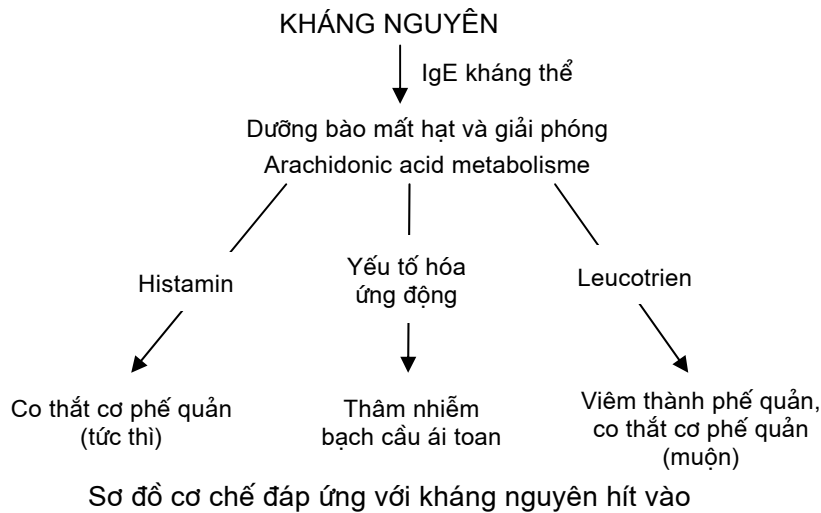 KHÁNG NGUYÊN
IgE kháng thể
Dưỡng bào mất hạt và giải phóng
Arachidonic acid metabolisme
Histamin
Yếu tố hóa
ứng động
Leucotrien
Co thắt cơ phế quản
(tức thì)
Thâm nhiễm
bạch cầu ái toan
Viêm thành phế quản,
co thắt cơ phế quản
(muộn)
Sơ đồ cơ chế đáp ứng với kháng nguyên hít vào